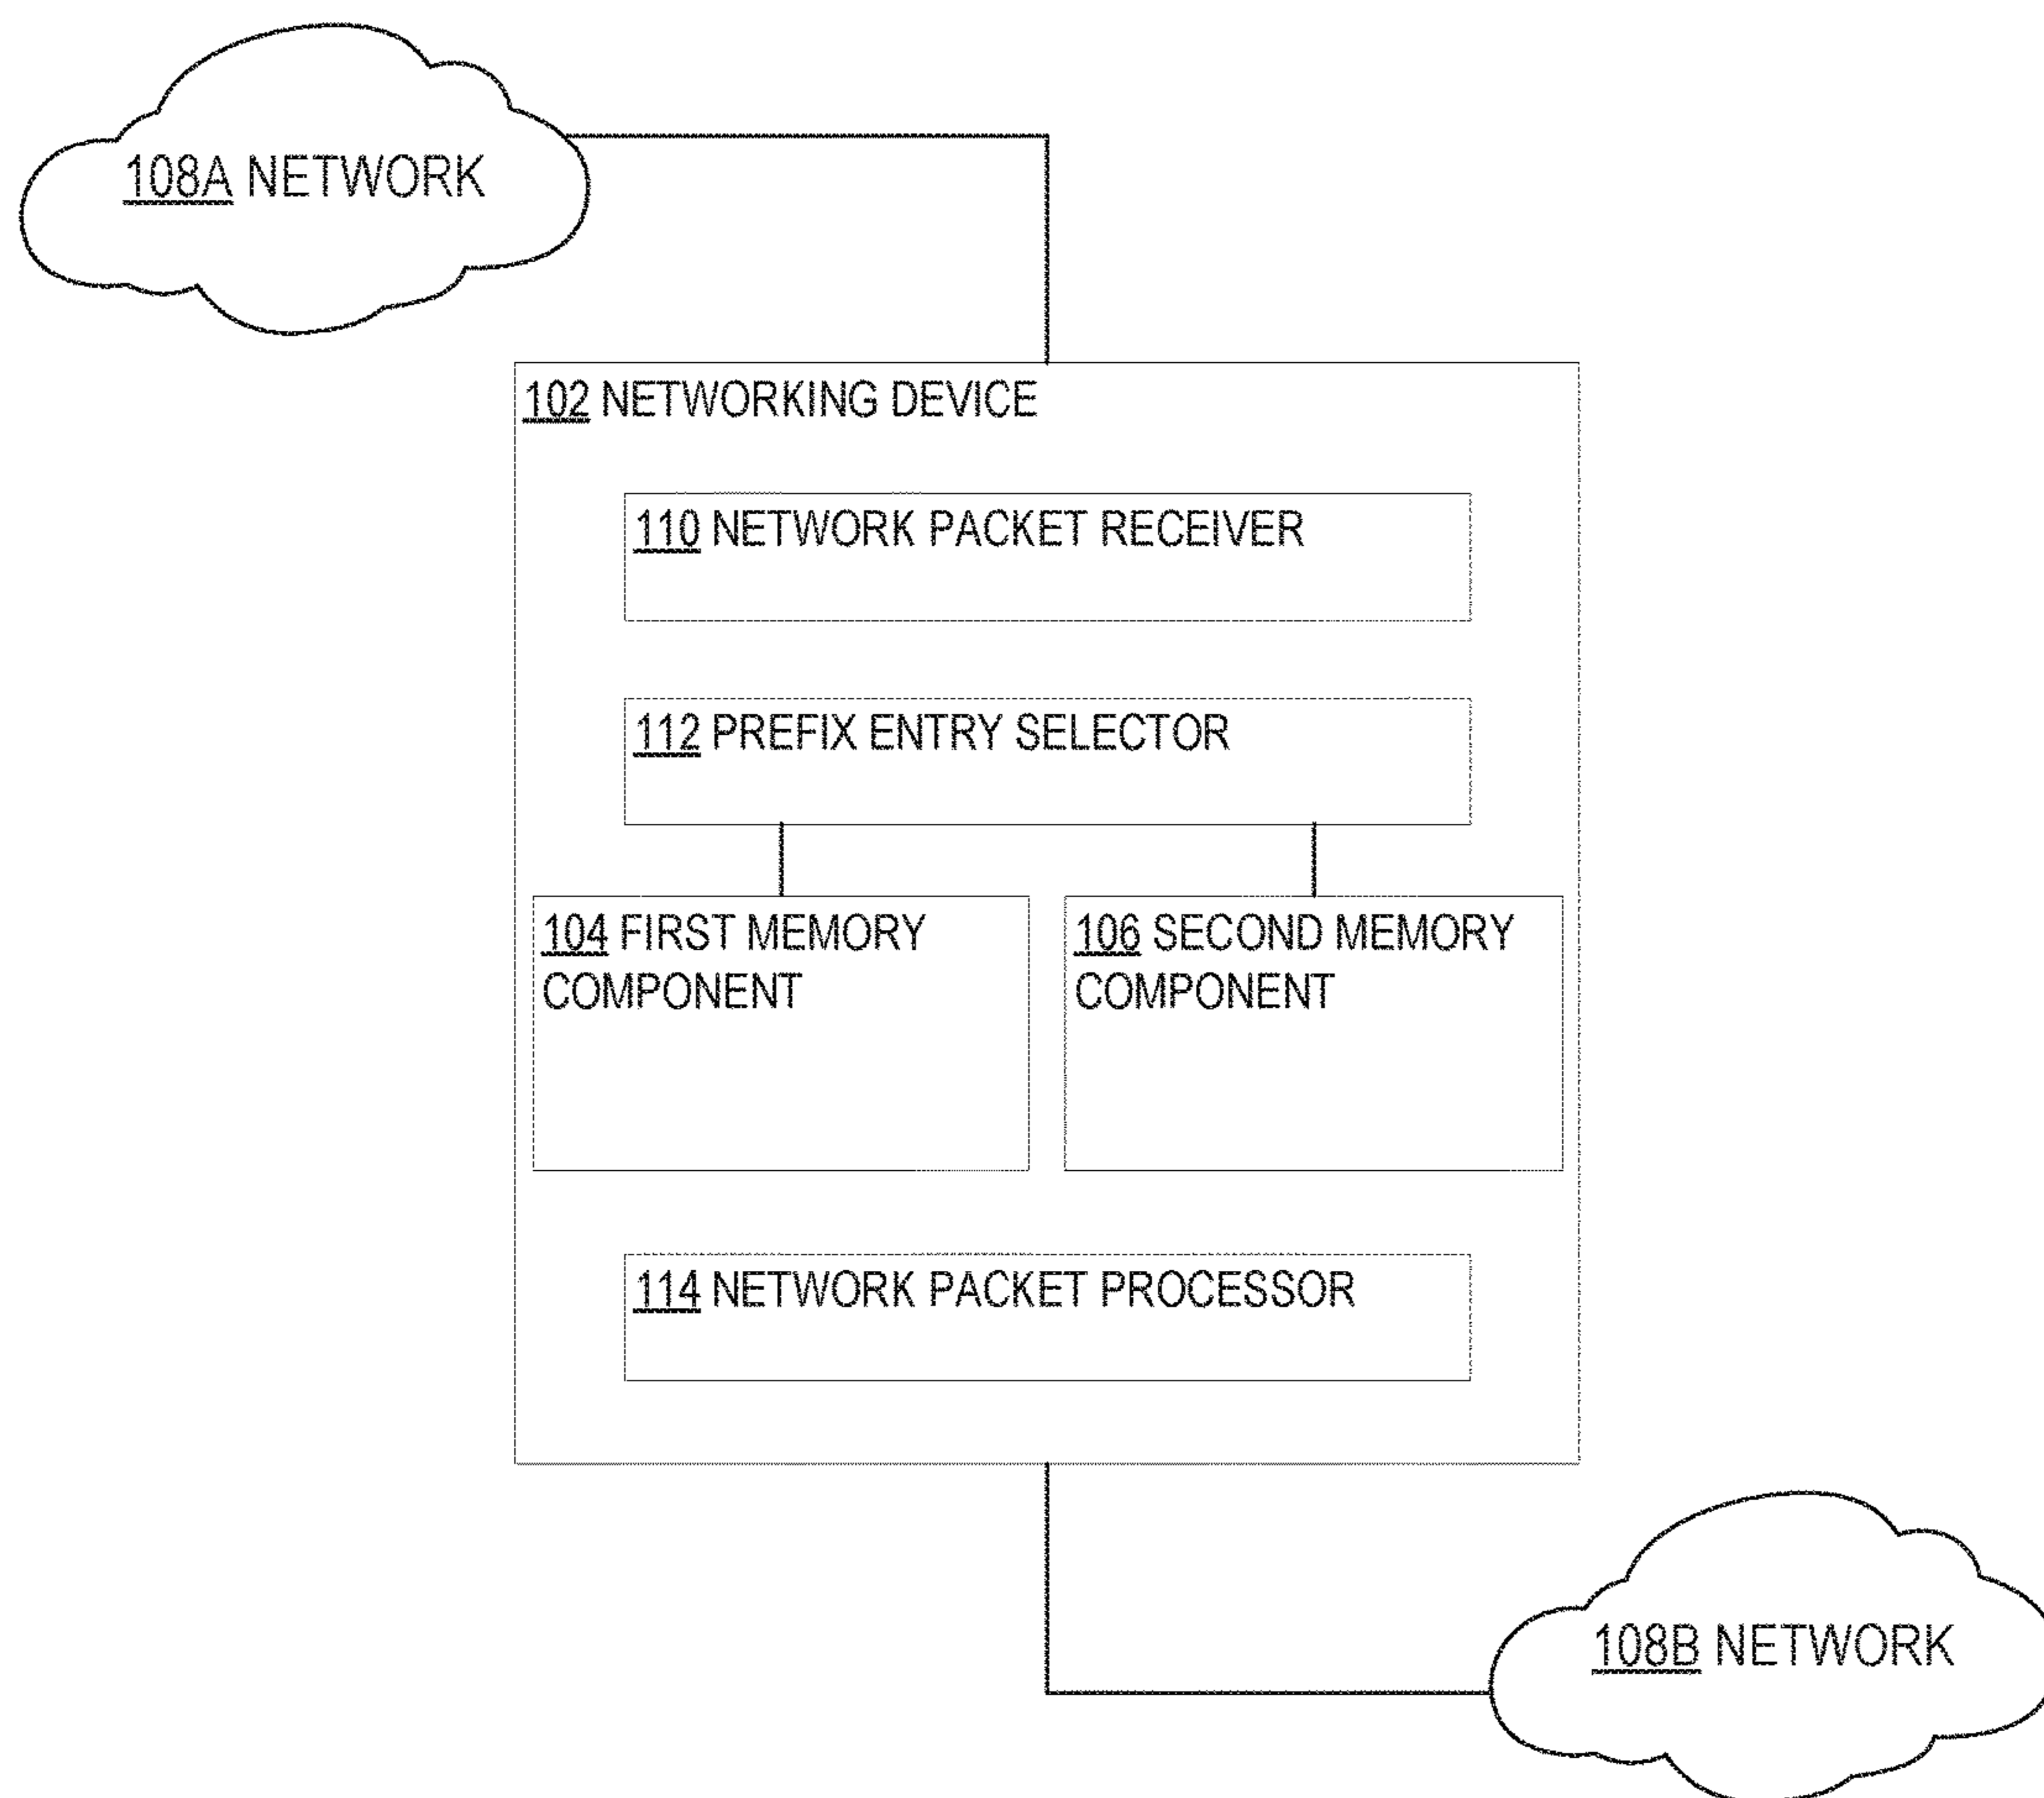 108A NETWORK
102 NETWORKING DEVICE
110 NETWORK PACKET RECEIVER
112 PREFIX ENTRY SELECTOR
104 FIRST MEMORY
COMPONENT
106 SECOND MEMORY
COMPONENT
114 NETWORK PACKET PROCESSOR
108B NETWORK